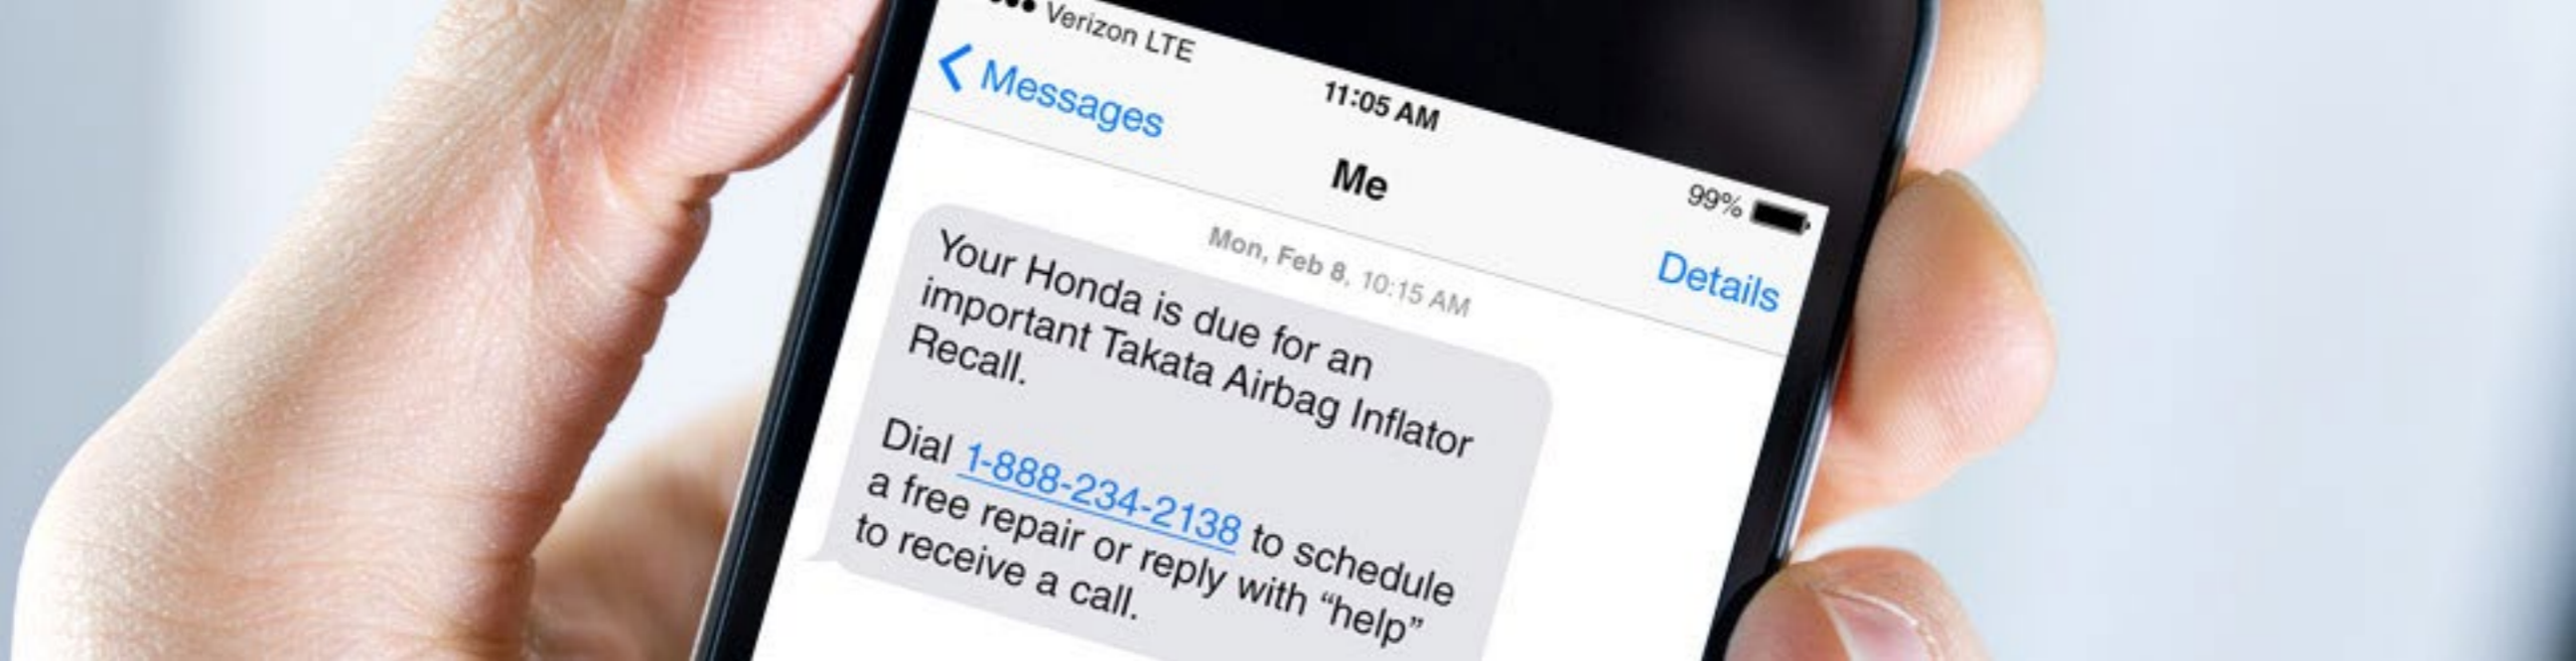 Verizon LTE
11:05 AM
99%
Messages
Me
Details
Mon, Feb 8, 10:15 AM
Your Honda is due for an
important Takata Airbag Inflator
Recall.
Dial 1-888-234-2138 to schedule
a free repair or reply with “help”
to receive a call.